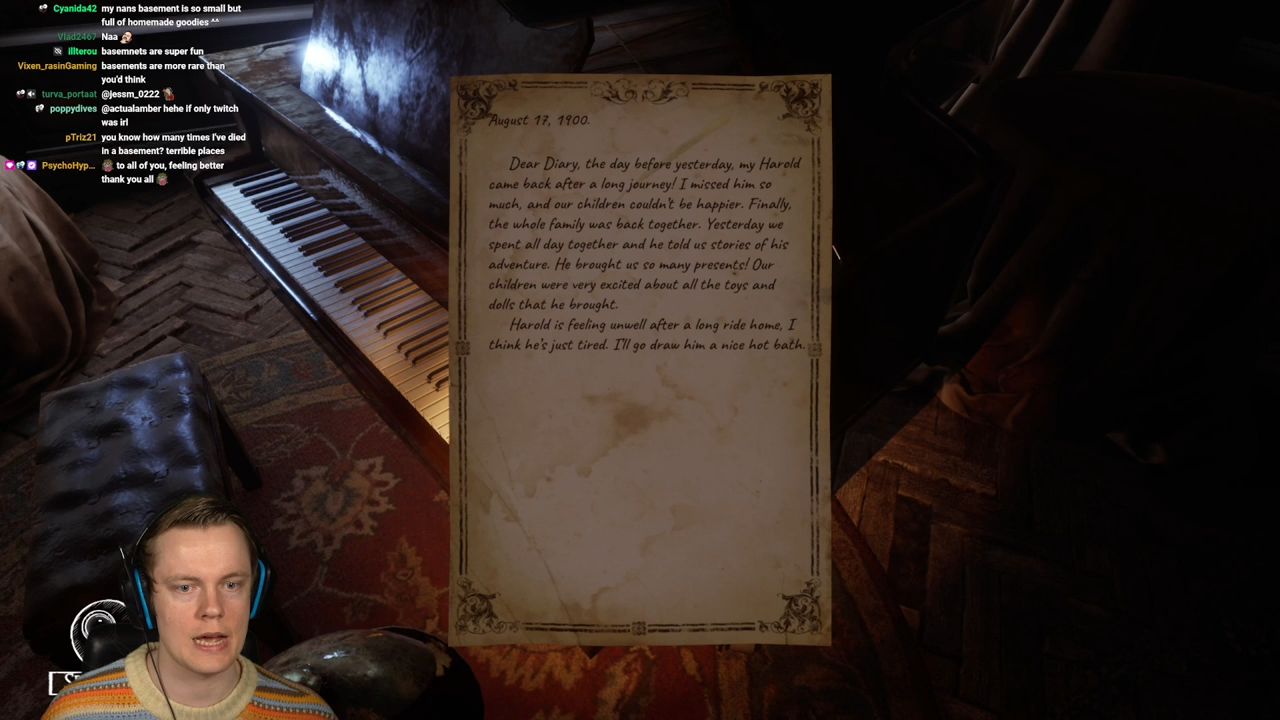 Cyanida42 my nans basement is so small but
full of homemade goodies ^^
Vlad2467 Naa
illterou basemnets are super fun
Vixen_rasinGaming basements are more rare than
you'd think
turva_portaat @jessm_0222
poppydives @actualamber hehe if only twitch
was irl
pTriz21 you know how many times I've died
in a basement? terrible places
PsychoHyp... to all of you, feeling better
thank you all
August 17, 1900.
Dear Diary, the day before yesterday, my Harold
came back after a long journey! I missed him so
much, and our children couldn't be happier. Finally,
the whole family was back together. Yesterday we
spent all day together and he told us stories of his
adventure. He brought us so many presents! Our
children were very excited about all the toys and
dolls that he brought.
Harold is feeling unwell after a long ride home, I
think he's just tired. I'll go draw him a nice hot bath.